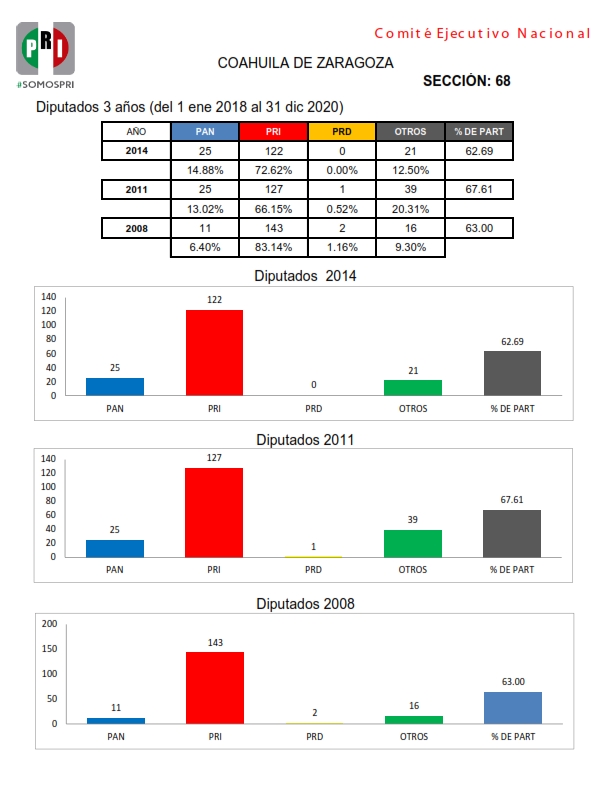 Comité Ejecutivo Nacional
PRI
#SOMOSPRI
COAHUILA DE ZARAGOZA
SECCIÓN: 68
Diputados 3 años (del 1 ene 2018 al 31 dic 2020)
AÑO PAN PRI PRD OTROS % DE PART
2014 25 122 0 21 62.69
14.88% 72.62% 0.00% 12.50%
2011 25 127 1 39 67.61
13.02% 66.15% 0.52% 20.31%
2008 11 143 2 16 63.00
6.40% 83.14% 1.16% 9.30%
Diputados 2014
140
120
100
80
60
40
20
0
25 122 0 21 62.69
PAN PRI PRD OTROS % DE PART
Diputados 2011
140
120
100
80
60
40
20
0
25 127 1 39 67.61
PAN PRI PRD OTROS % DE PART
Diputados 2008
200
150
100
50
0
11 143 2 16 63.00
PAN PRI PRD OTROS % DE PART